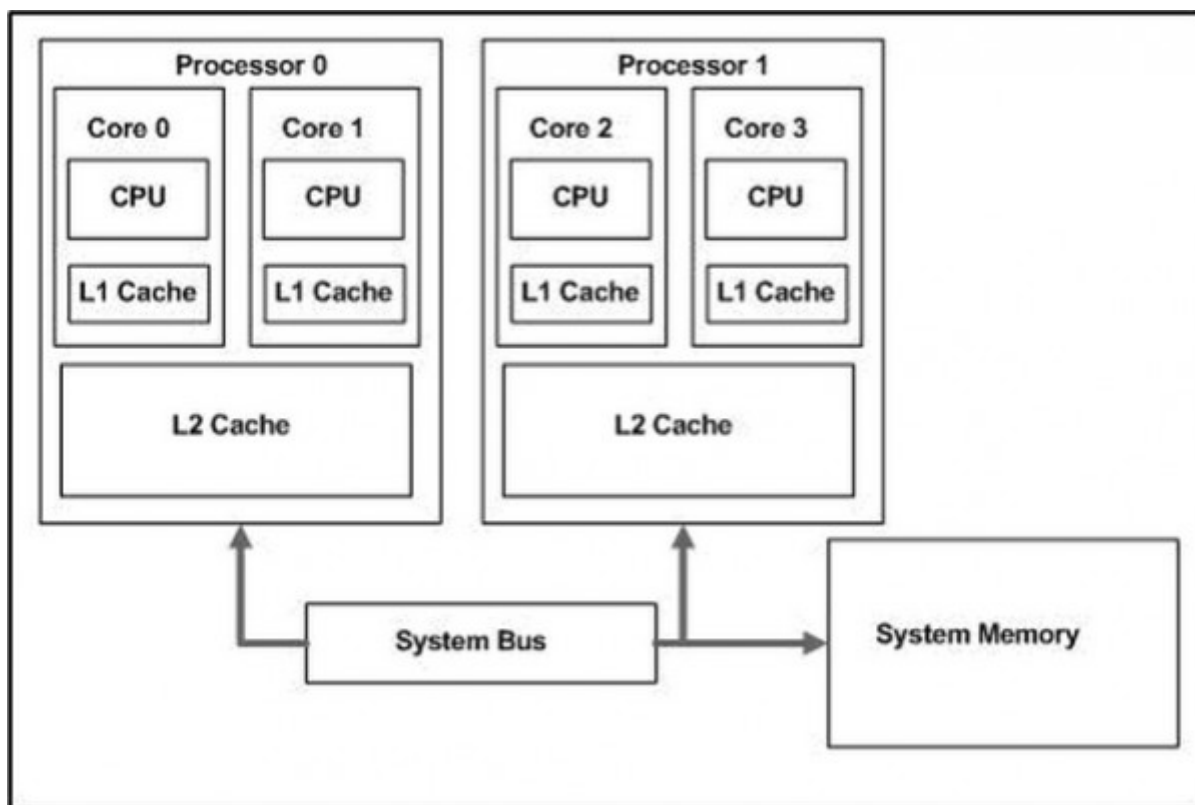 Processor 0
Core 0
CPU
L1 Cache
Core 1
CPU
L1 Cache
L2 Cache
Processor 1
Core 2
CPU
L1 Cache
Core 3
CPU
L1 Cache
L2 Cache
System Bus
System Memory